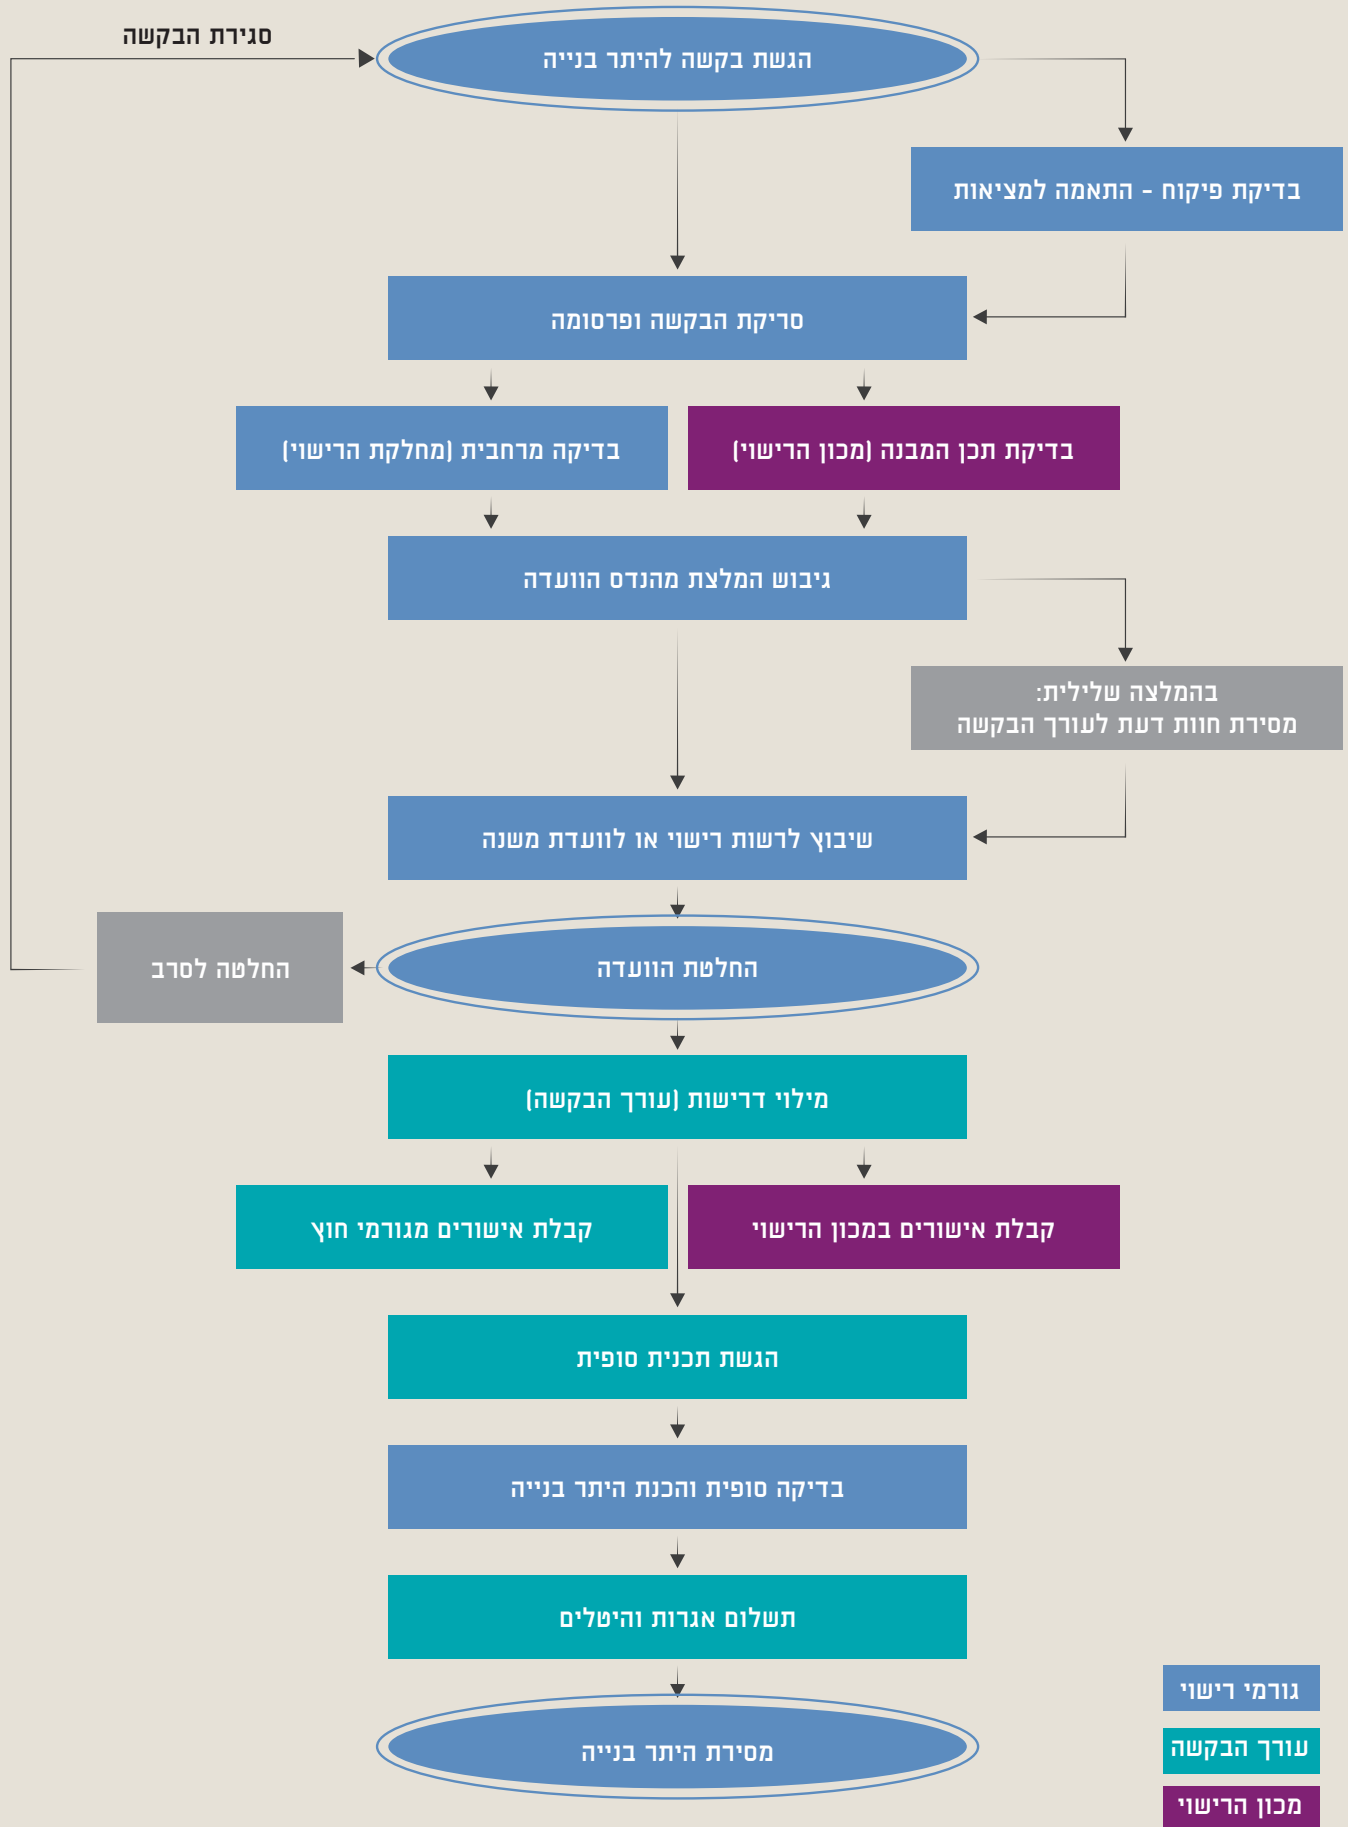 סגירת הבקשה
הגשת בקשה להיתר בנייה
בדיקת פיקוח - התאמה למציאות
סריקת הבקשה ופרסומה
בדיקת תכן המבנה (מכון הרישוי)
בדיקה מרחבית (מחלקת הרישוי)
גיבוש המלצת מהנדס הוועדה
בהמלצה שלילית:
מסירת חוות דעת לעורך הבקשה
שיבוץ לרשות רישוי או לוועדת משנה
החלטת הוועדה
החלטה לסרב
מילוי דרישות (עורך הבקשה)
קבלת אישורים במכון הרישוי
קבלת אישורים מגורמי חוץ
הגשת תכנית סופית
בדיקה סופית והכנת היתר בנייה
תשלום אגרות והיטלים
מסירת היתר בנייה
גורמי רישוי
עורך הבקשה
מכון הרישוי